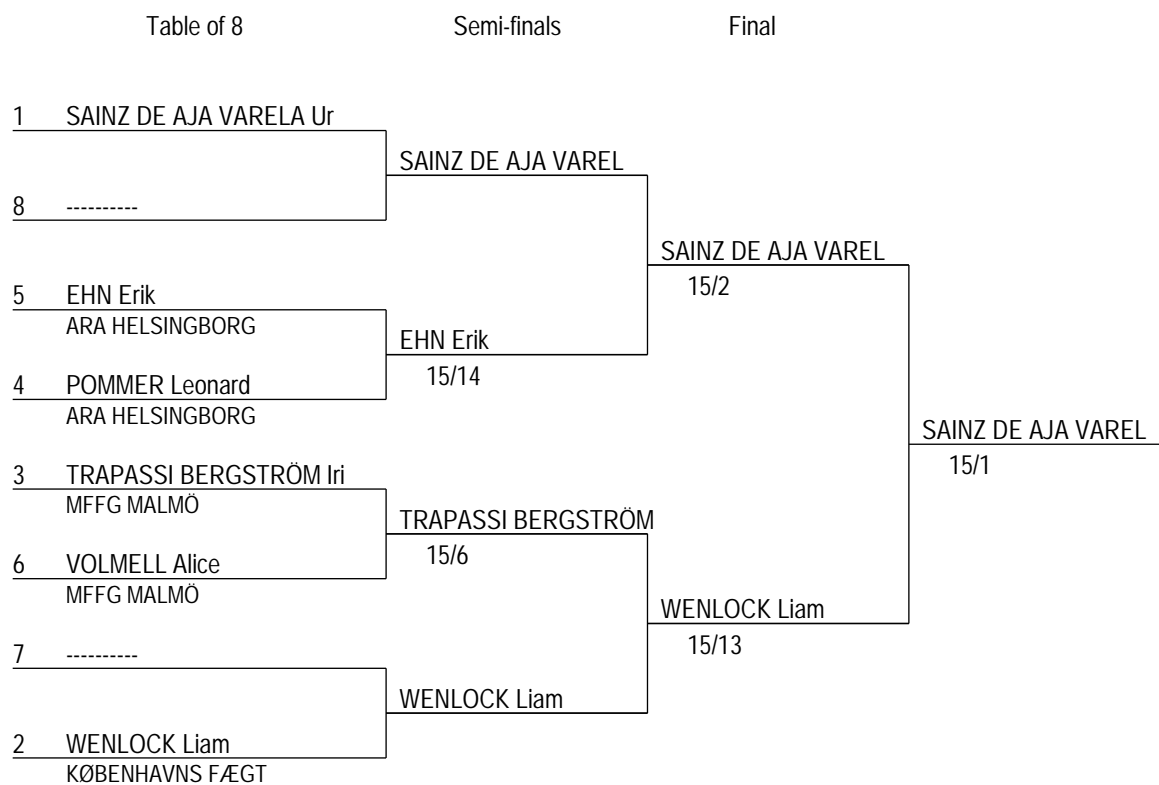 Table of 8 Semi-finals Final
1 SAINZ DE AJA VARELA Ur
SAINZ DE AJA VAREL
8 ----------
SAINZ DE AJA VAREL
15/2
5 EHN Erik
ARA HELSINGBORG
EHN Erik
15/14
4 POMMER Leonard
ARA HELSINGBORG
SAINZ DE AJA VAREL
15/1
3 TRAPASSI BERGSTRÖM Iri
MFFG MALMÖ
TRAPASSI BERGSTRÖM
15/6
6 VOLMELL Alice
MFFG MALMÖ
WENLOCK Liam
15/13
7 ----------
WENLOCK Liam
2 WENLOCK Liam
KØBENHAVNS FÆGT